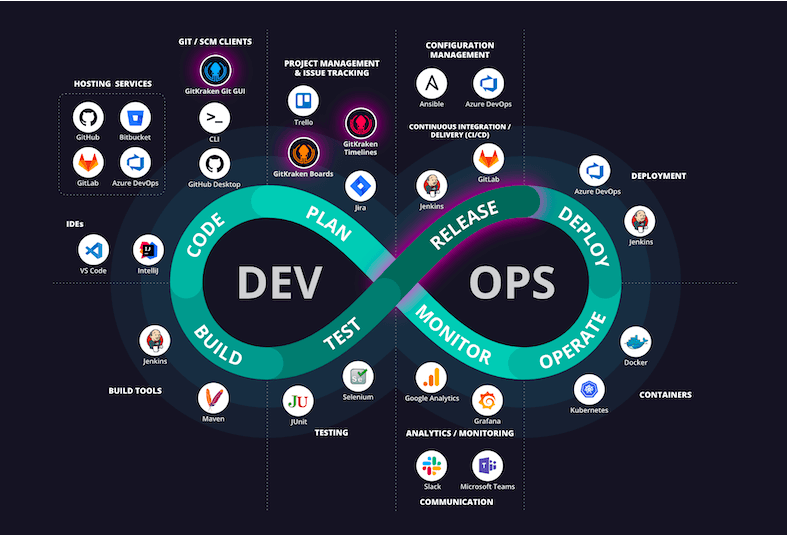 GIT / SCM CLIENTS
GitKraken Git GUI
CLI
GitHub Desktop
HOSTING SERVICES
GitHub
Bitbucket
GitLab
Azure DevOps
PROJECT MANAGEMENT
& ISSUE TRACKING
Trello
GitKraken
Timelines
GitKraken Boards
Jira
CONFIGURATION
MANAGEMENT
Ansible
Azure DevOps
CONTINUOUS INTEGRATION /
DELIVERY (CI/CD)
GitLab
Jenkins
DEPLOYMENT
Azure DevOps
Jenkins
IDEs
VS Code
IntelliJ
IJ
CODE
PLAN
RELEASE
DEPLOY
DEV
OPS
BUILD
TEST
MONITOR
OPERATE
Jenkins
BUILD TOOLS
Maven
JU
JUnit
Se
Selenium
TESTING
Google Analytics
Grafana
ANALYTICS / MONITORING
Slack
Microsoft Teams
COMMUNICATION
Docker
Kubernetes
CONTAINERS